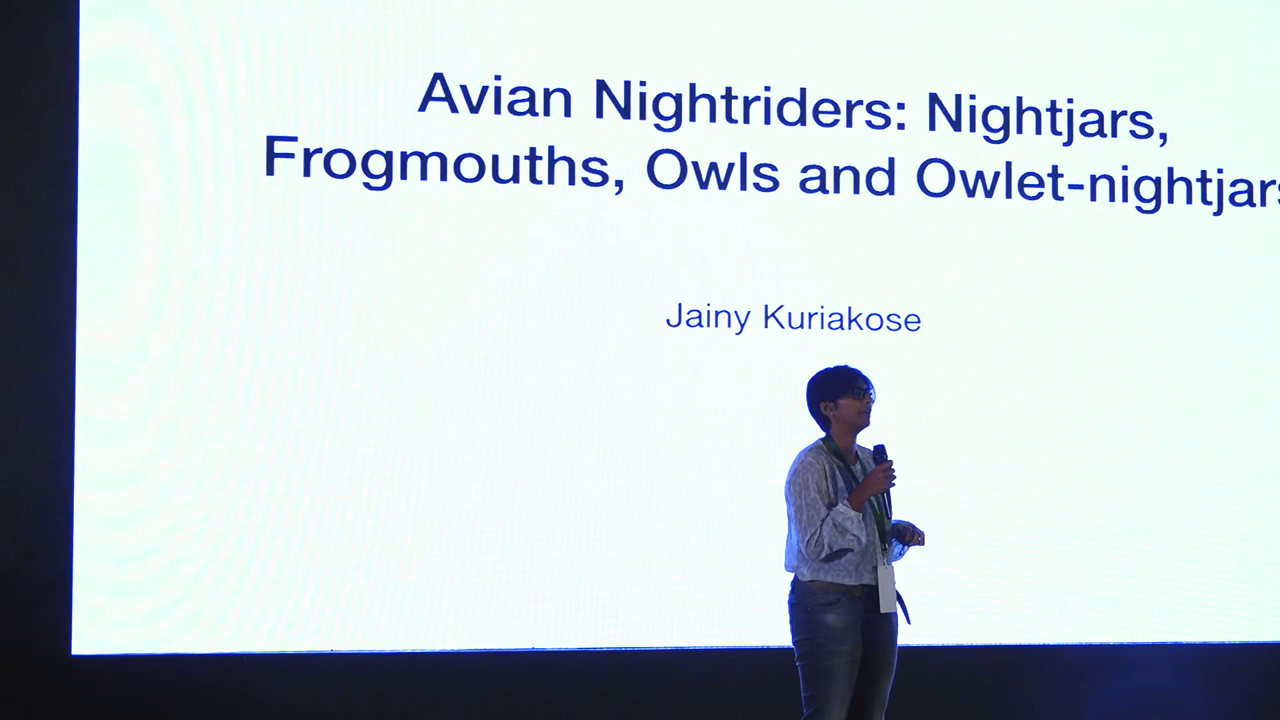 Avian Nightriders: Nightjars,
Frogmouths, Owls and Owlet-nightjars
Jainy Kuriakose